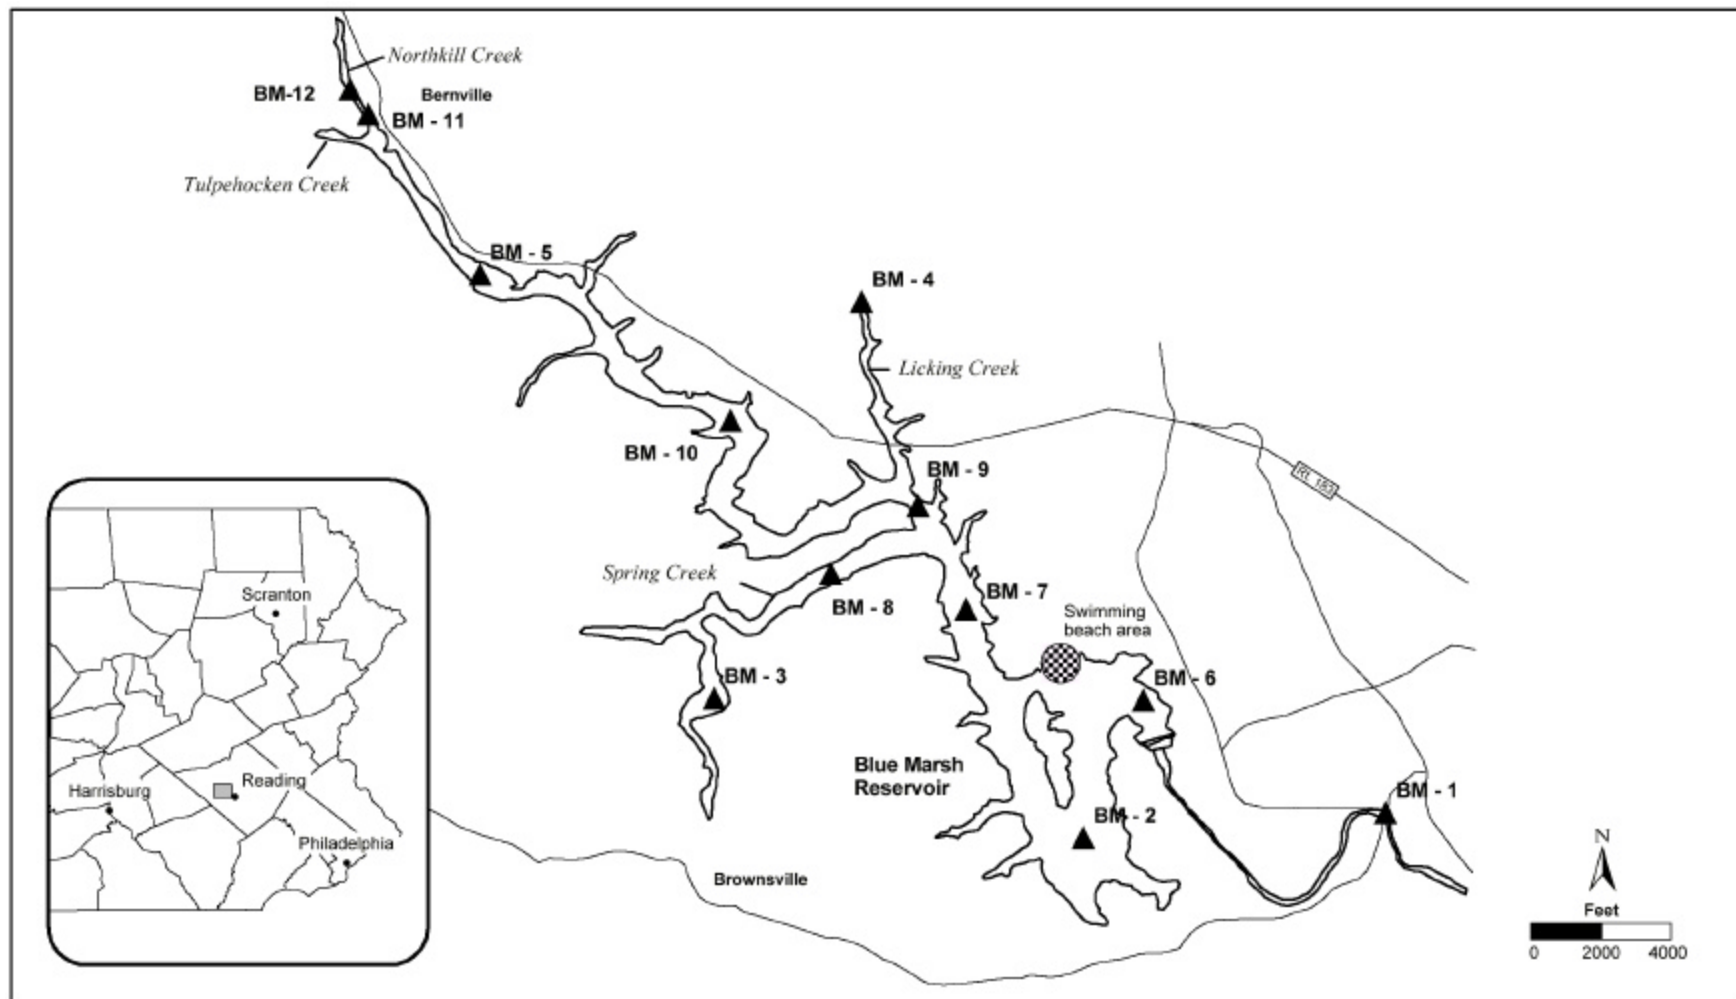 Northkill Creek
BM-12
Bernville
BM - 11
Tulpehocken Creek
BM - 5
BM - 4
Licking Creek
BM - 10
BM - 9
Rt. 183
Spring Creek
BM - 8
BM - 7
Swimming
beach area
BM - 3
BM - 6
Blue Marsh
Reservoir
BM - 1
BM - 2
Brownsville
Scranton
Reading
Harrisburg
Philadelphia
N
Feet
0 2000 4000